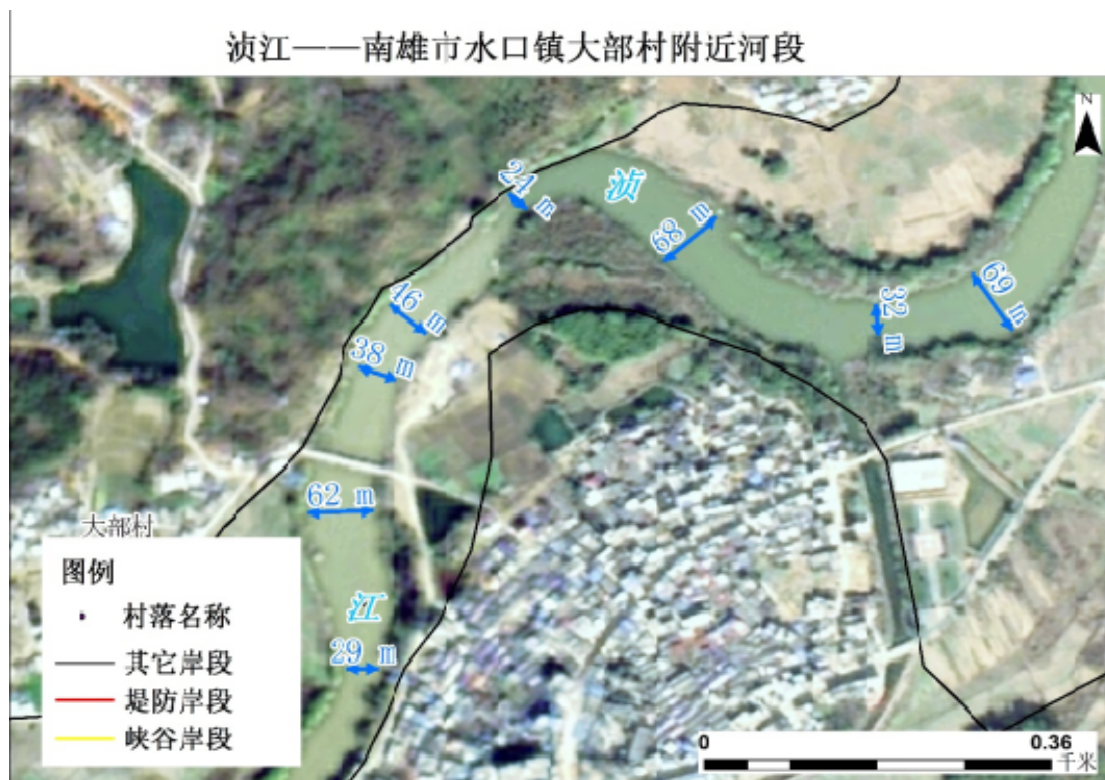 浈江——南雄市水口镇大部村附近河段
N
24 m
浈
68 m
46 m
32 m
69 m
38 m
62 m
大部村
江
29 m
图例
村落名称
其它岸段
堤防岸段
峡谷岸段
0 0.36
千米